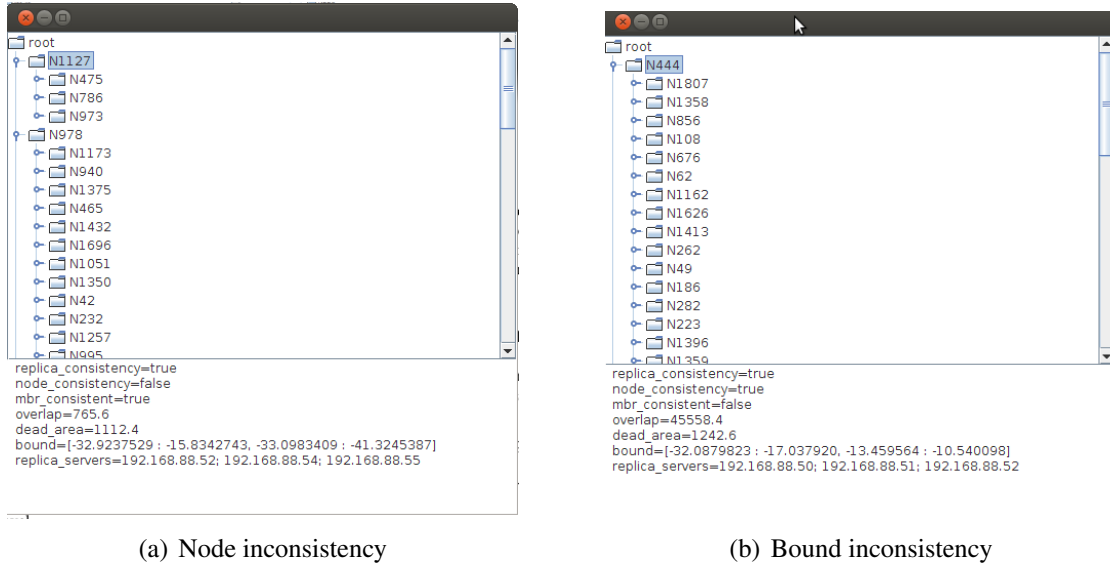 root
N1127
N475
N786
N973
N978
N1173
N940
N1375
N465
N1432
N1696
N1051
N1350
N42
N232
N1257
N995
replica_consistency=true
node_consistency=false
mbr_consistent=true
overlap=765.6
dead_area=1112.4
bound=[-32.9237529 : -15.8342743, -33.0983409 : -41.3245387]
replica_servers=192.168.88.52; 192.168.88.54; 192.168.88.55
(a) Node inconsistency
root
N444
N1807
N1358
N856
N108
N676
N62
N1162
N1626
N1413
N262
N49
N186
N282
N223
N1396
N1359
replica_consistency=true
node_consistency=true
mbr_consistent=false
overlap=45558.4
dead_area=1242.6
bound=[-32.0879823 : -17.037920, -13.459564 : -10.540098]
replica_servers=192.168.88.50; 192.168.88.51; 192.168.88.52
(b) Bound inconsistency